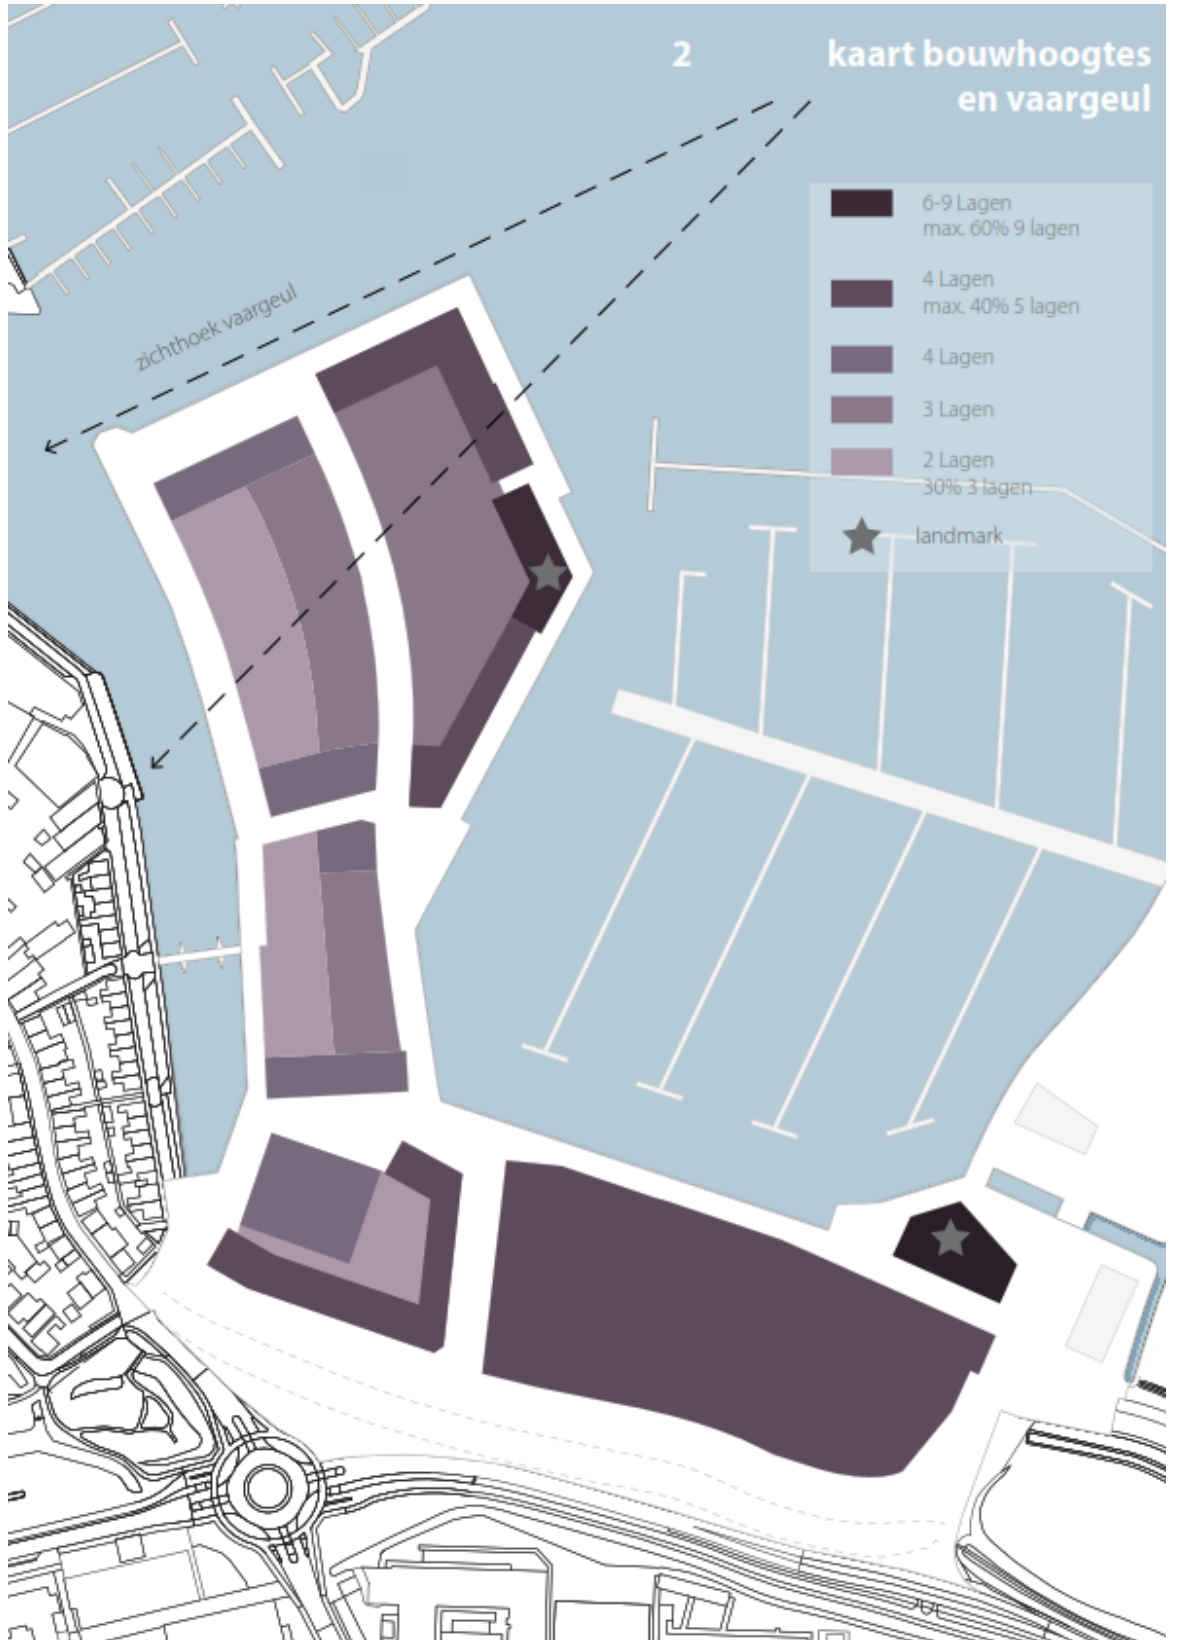 2
kaart bouwhoogtes
en vaargeul
6-9 Lagen
max. 60% 9 lagen
4 Lagen
max. 40% 5 lagen
4 Lagen
3 Lagen
2 Lagen
30% 3 lagen
landmark
zichthoek vaargeul